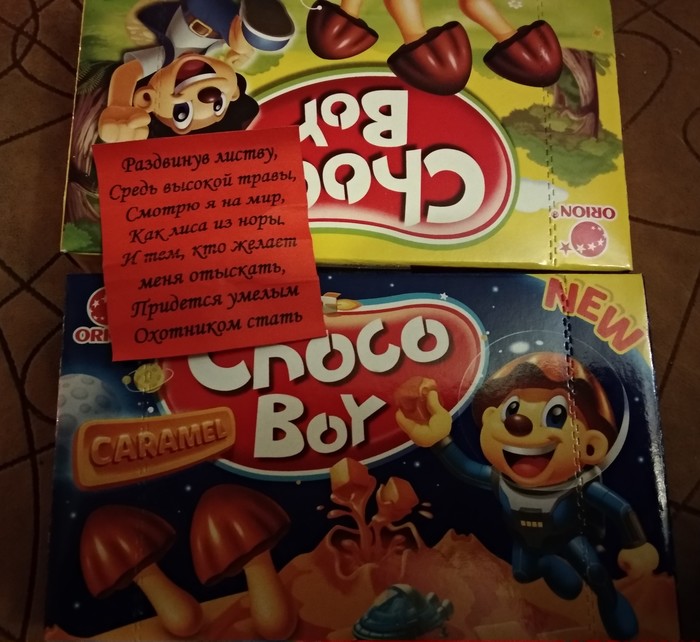 Choco
Boy
ORION
Раздвинув листву,
Средь высокой травы,
Смотрю я на мир,
Как лиса из норы.
И тем, кто желает
меня отыскать,
Придется умелым
Охотником стать
NEW
Choco
Boy
CARAMEL